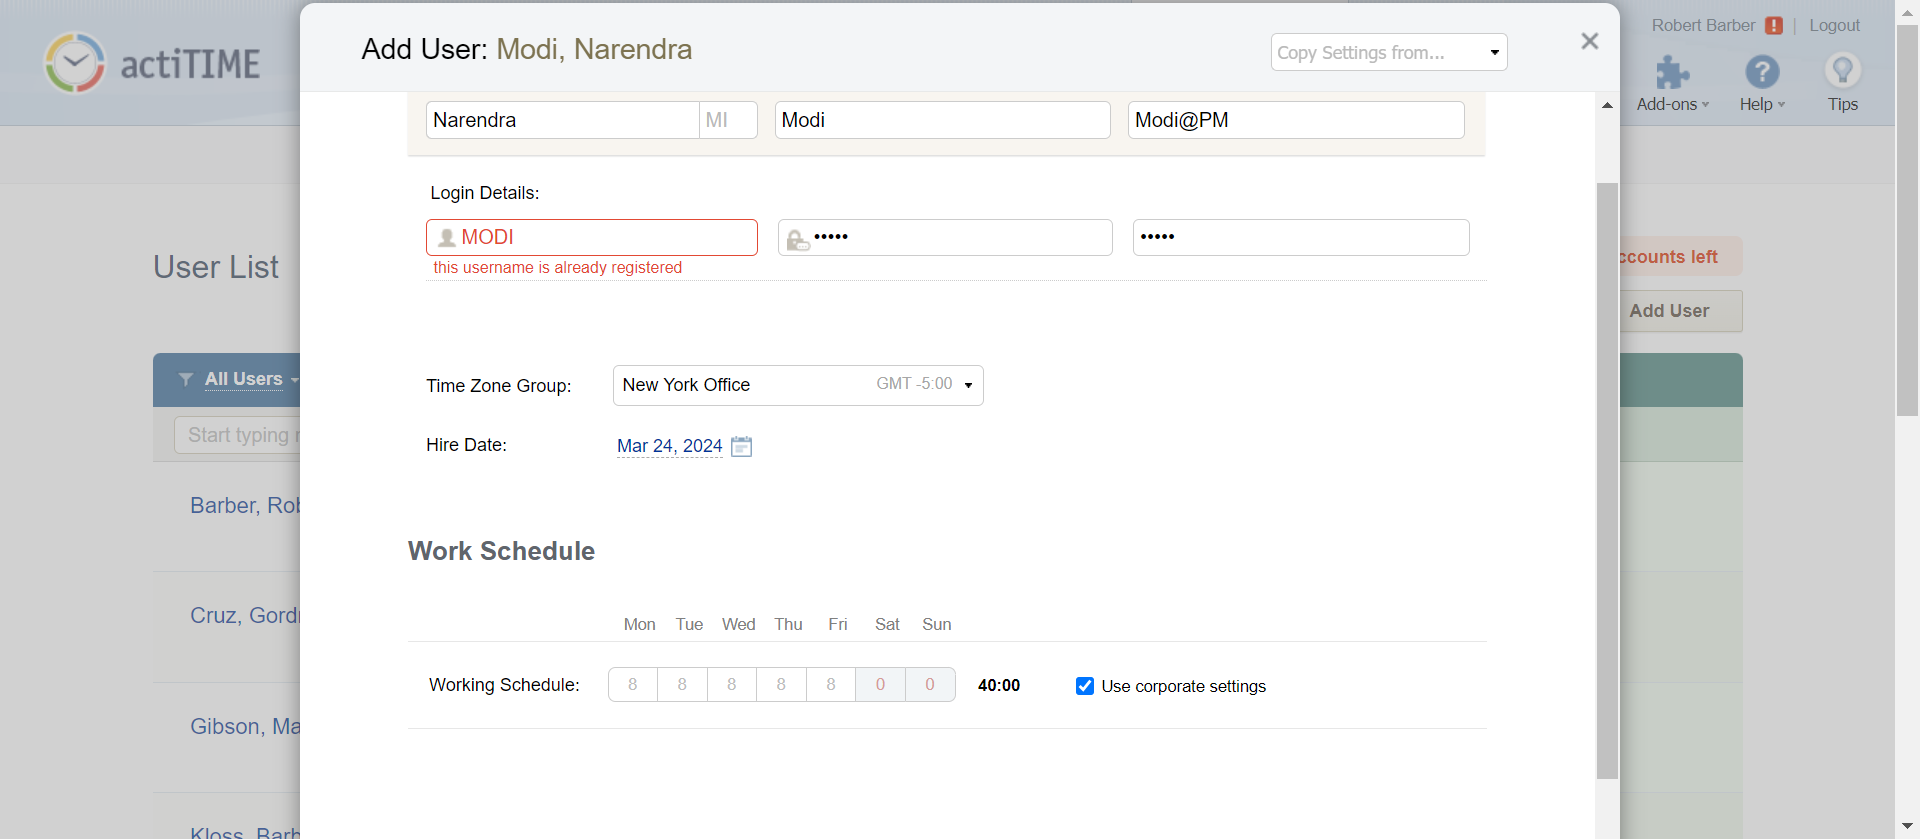 actiTIME
Add User: Modi, Narendra
Copy Settings from...
Robert Barber ! | Logout
Add-ons
Help
Tips
Narendra MI Modi Modi@PM
Login Details:
MODI ••••• •••••
this username is already registered
User List
ccounts left
Add User
All Users
Time Zone Group: New York Office GMT -5:00
Start typing
Hire Date: Mar 24, 2024
Barber, Rob
Work Schedule
Cruz, Gord
Mon Tue Wed Thu Fri Sat Sun
Working Schedule: 8 8 8 8 8 0 0 40:00 Use corporate settings
Gibson, Ma
Kloss, Barb